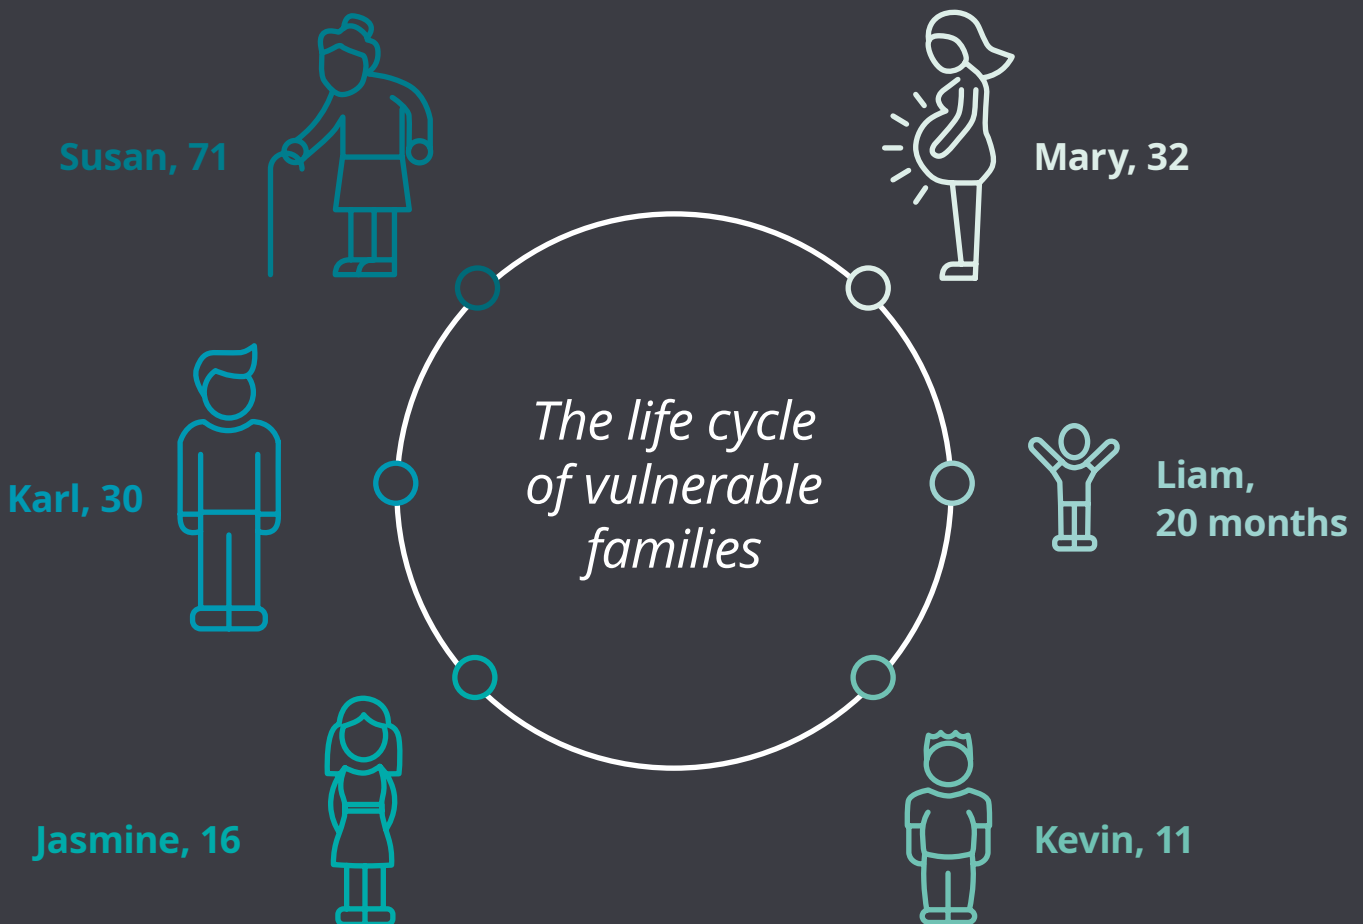 Susan, 71
Mary, 32
The life cycle
of vulnerable
families
Karl, 30
Liam,
20 months
Jasmine, 16
Kevin, 11